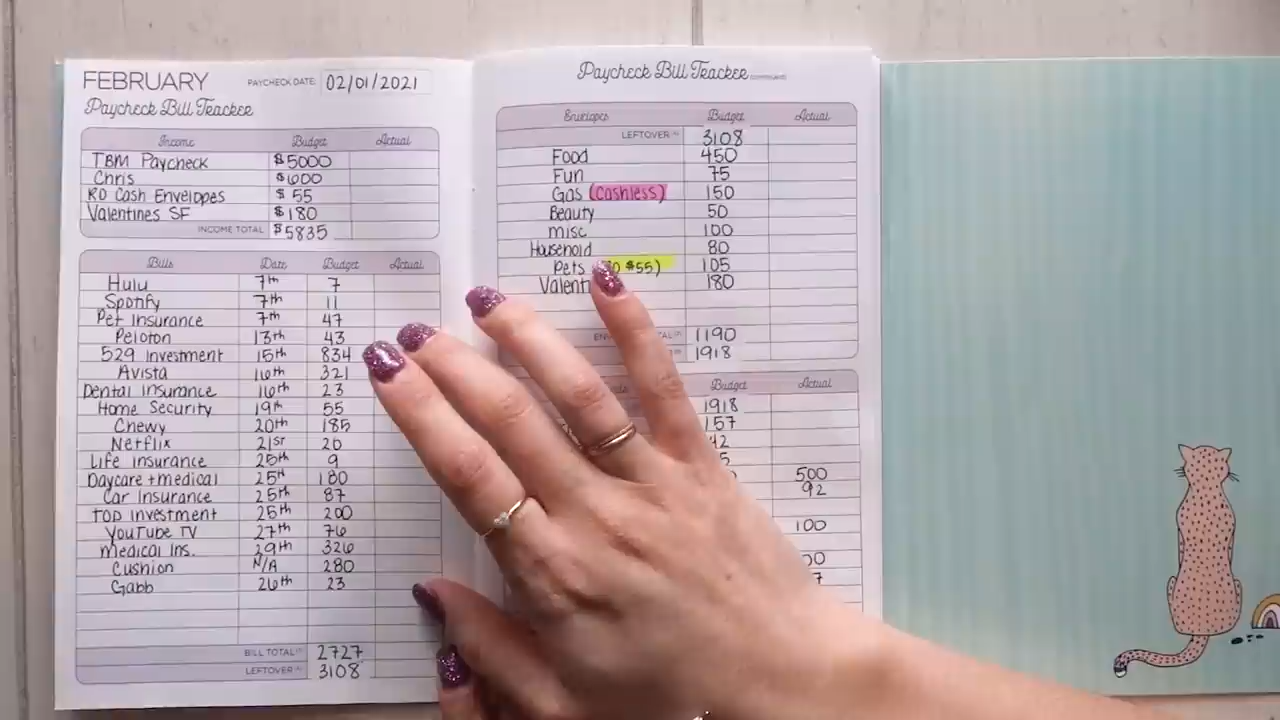 FEBRUARY PAYCHECK DATE: 02/01/2021
Paycheck Bill Tracker
Income Budget Actual
TBM Paycheck $5000
Chris $600
RO Cash Envelopes $55
Valentines SF $180
INCOME TOTAL $5835
Bills Date Budget Actual
Hulu 7th 7
Spotify 7th 11
Pet Insurance 7th 47
Peloton 13th 43
529 Investment 15th 834
Avista 16th 321
Dental Insurance 16th 23
Home Security 19th 55
Chewy 20th 185
Netflix 21st 20
Life Insurance 25th 9
Daycare + medical 25th 180
Car Insurance 25th 87
TDP Investment 25th 200
YouTube TV 27th 76
Medical Ins. 29th 326
Cushion N/A 280
Gabb 26th 23
BILL TOTAL 2727
LEFTOVER 3108
Paycheck Bill Tracker
Envelopes Budget Actual
LEFTOVER 3108
Food 450
Fun 75
Gas (Cashless) 150
Beauty 50
misc 100
Household 80
Pets $55) 105
180
1190
1918
Budget Actual
1918
157
500
92
100